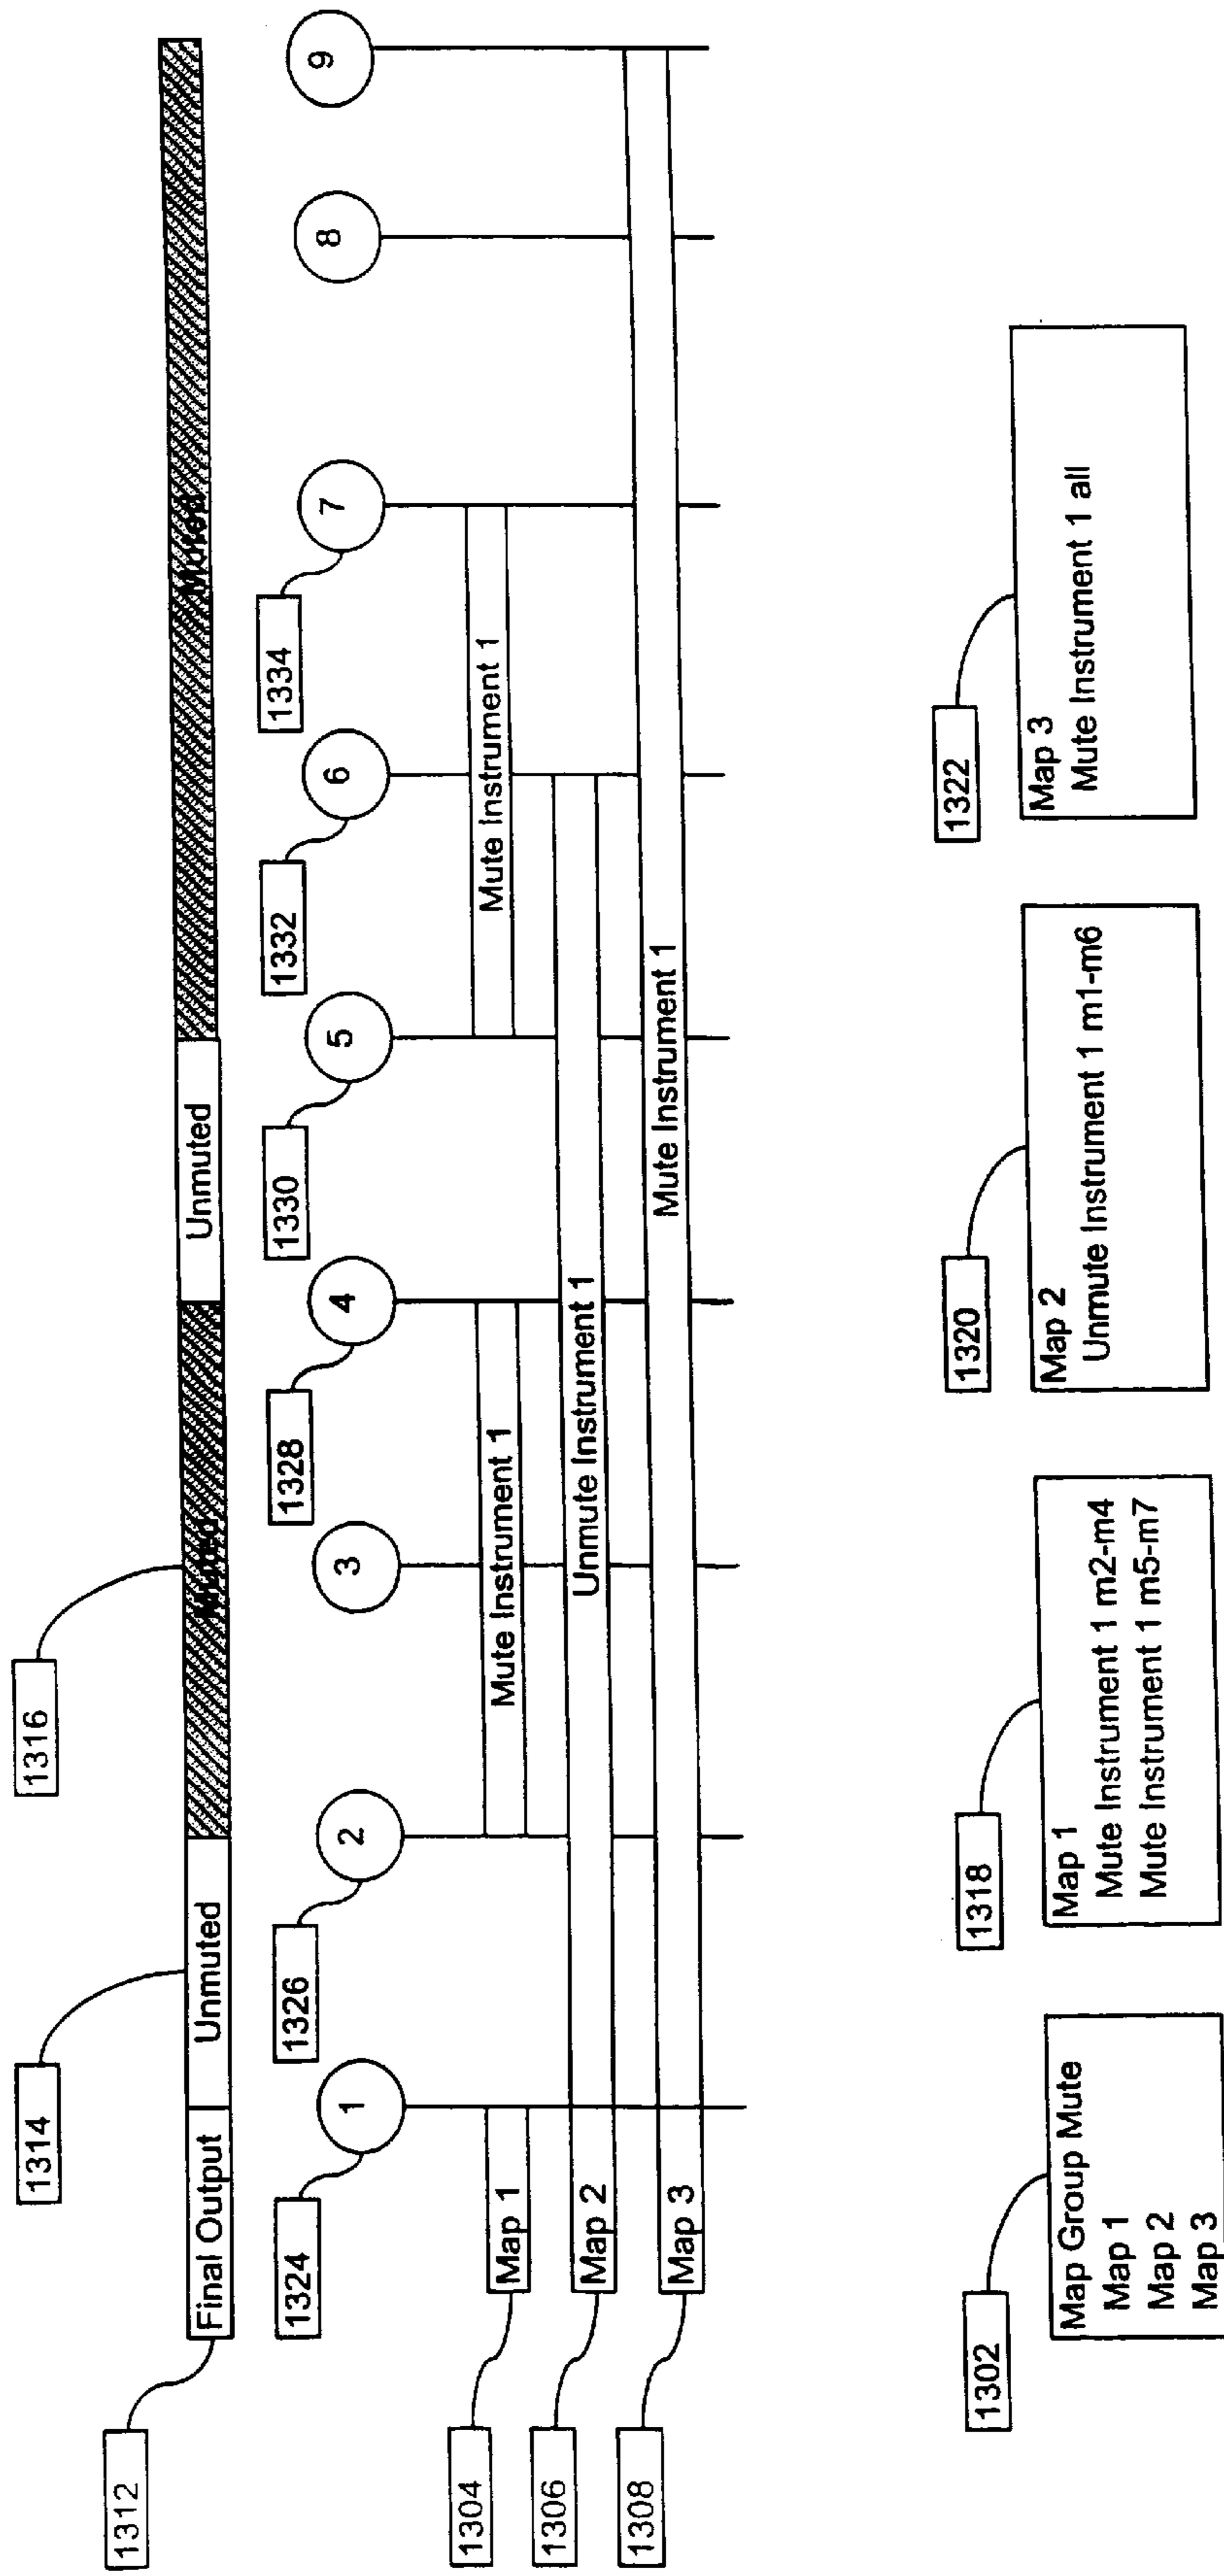 1316
1314
1312
Final Output
Unmuted
Muted
Unmuted
Muted
1324
1326
1328
1330
1332
1334
1
2
3
4
5
6
7
8
9
1304
Map 1
Mute Instrument 1
Mute Instrument 1
1306
Map 2
Unmute Instrument 1
1308
Map 3
Mute Instrument 1
1302
Map Group Mute
Map 1
Map 2
Map 3
1318
Map 1
Mute Instrument 1 m2-m4
Mute Instrument 1 m5-m7
1320
Map 2
Unmute Instrument 1 m1-m6
1322
Map 3
Mute Instrument 1 all